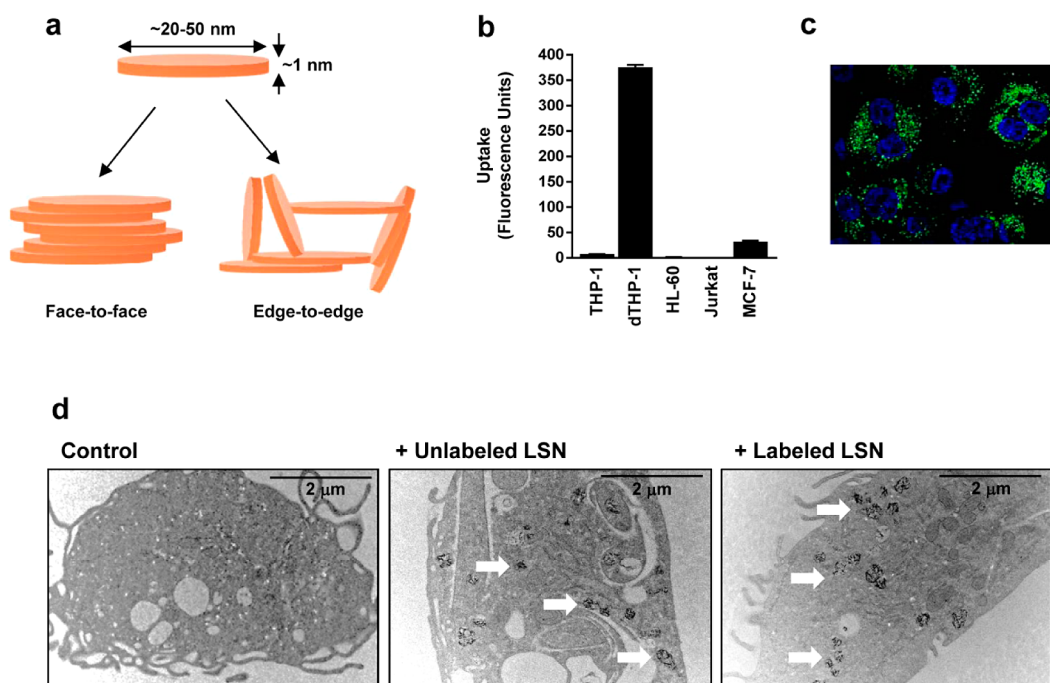 a
~20-50 nm
~1 nm
Face-to-face
Edge-to-edge
b
Uptake
(Fluorescence Units)
400
350
300
250
200
150
100
50
0
THP-1
dTHP-1
HL-60
Jurkat
MCF-7
c
d
Control
+ Unlabeled LSN
+ Labeled LSN
2 μm
2 μm
2 μm